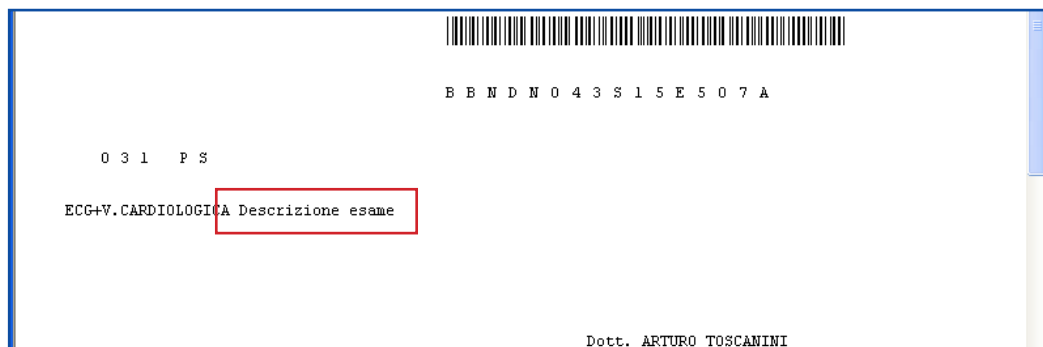 B B N D N 0 4 3 S 1 5 E 5 0 7 A
0 3 1 P S
ECG+V.CARDIOLOGICA Descrizione esame
Dott. ARTURO TOSCANINI